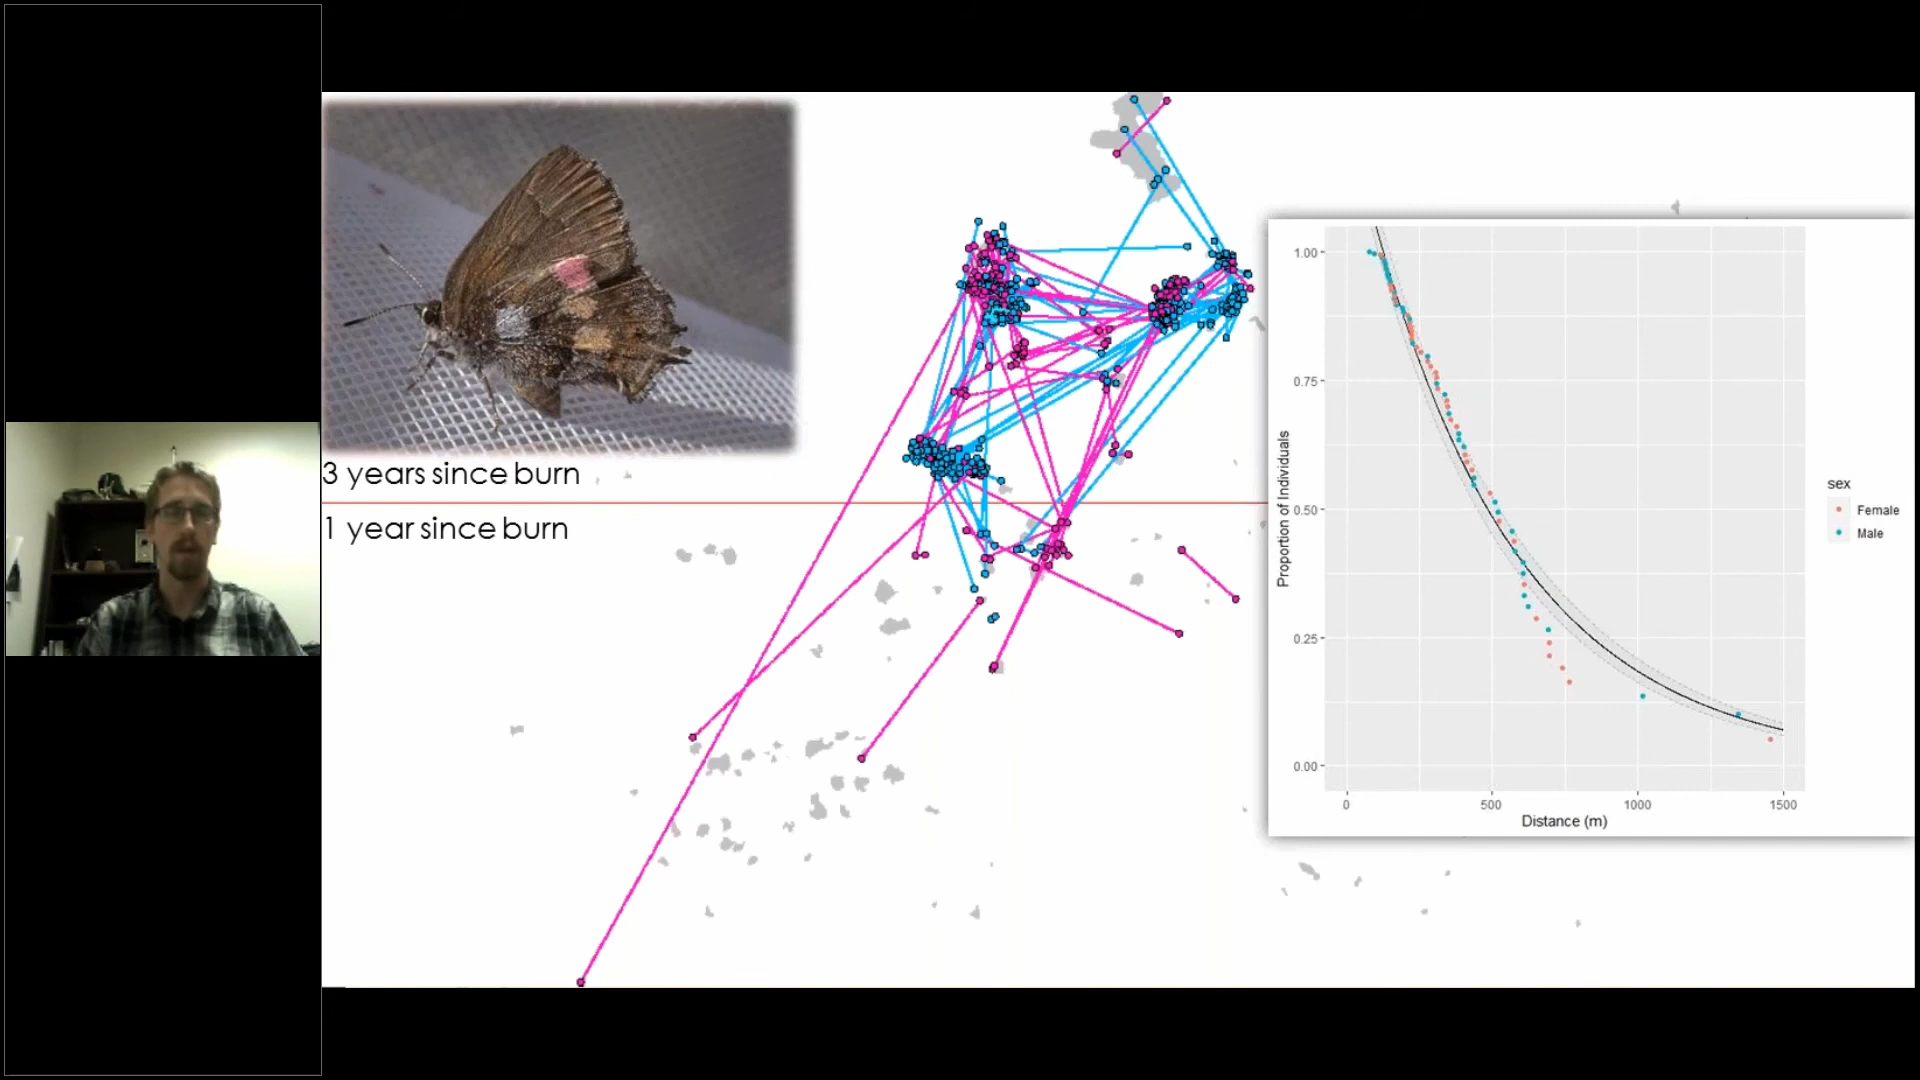 3 years since burn
1 year since burn
1.00
0.75
0.50
0.25
0.00
Proportion of Individuals
0
500
1000
1500
Distance (m)
sex
Female
Male